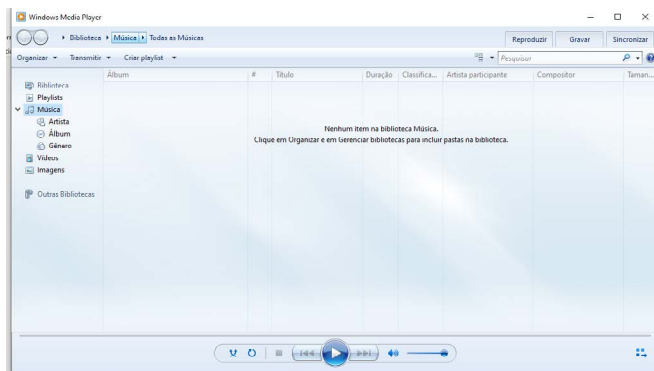 Windows Media Player
Biblioteca Música Todas as Músicas
Reproduzir Gravar Sincronizar
Organizar Transmitir Criar playlist
Pesquisar
Álbum # Título Duração Classifica... Artista participante Compositor Taman...
Biblioteca
Playlists
Música
Artista
Álbum
Gênero
Vídeos
Imagens
Outras Bibliotecas
Nenhum item na biblioteca Música.
Clique em Organizar e em Gerenciar bibliotecas para incluir pastas na biblioteca.